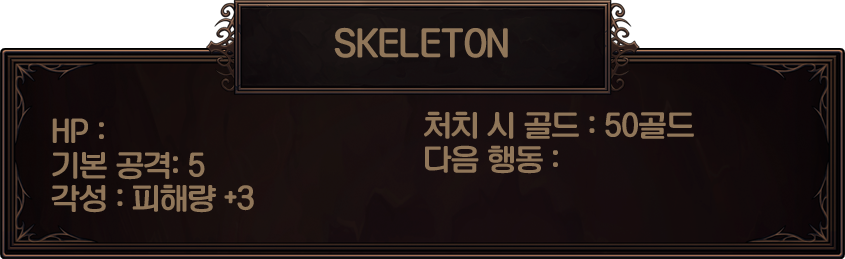 SKELETON
HP :
기본 공격: 5
각성 : 피해량 +3
처치 시 골드 : 50골드
다음 행동 :